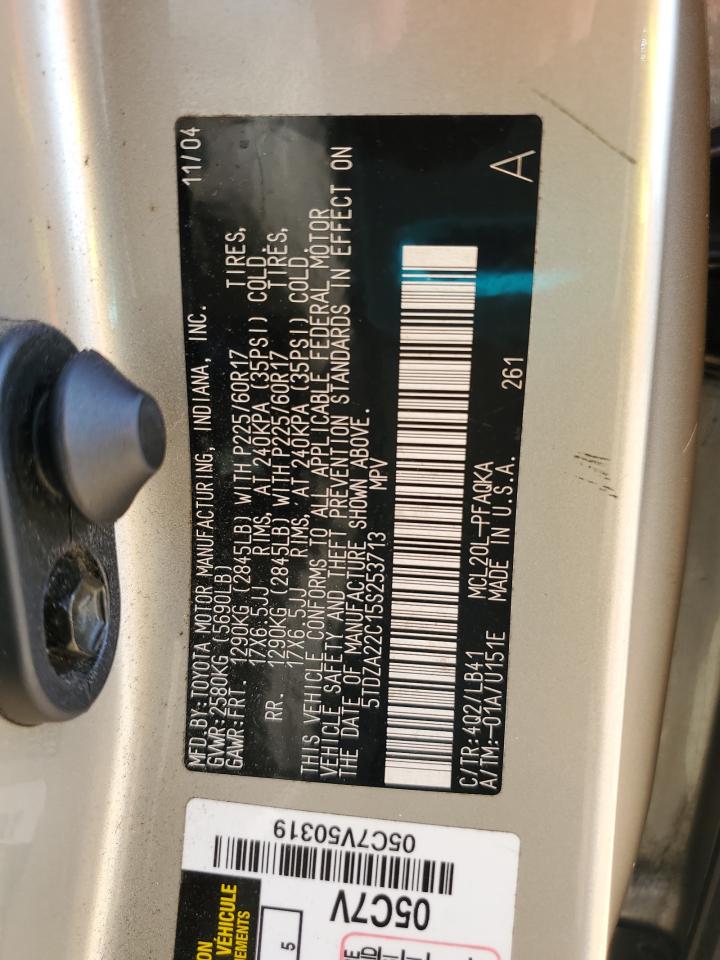 MFD.BY:TOYOTA MOTOR MANUFACTURING, INDIANA, INC. 11/04
GVWR:2580KG (5690LB)
GAWR:FRT. 1290KG (2845LB) WITH P225/60R17 TIRES,
17X6.5JJ RIMS, AT 240KPA (35PSI) COLD,
RR. 1290KG (2845LB) WITH P225/60R17 TIRES,
17X6.5JJ RIMS, AT 240KPA (35PSI) COLD.
THIS VEHICLE CONFORMS TO ALL APPLICABLE FEDERAL MOTOR
VEHICLE SAFETY AND THEFT PREVENTION STANDARDS IN EFFECT ON
THE DATE OF MANUFACTURE SHOWN ABOVE.
5TDZA22C15S253713 MPV
C/TR:4Q2/LB41 MCL20L-PFAQKA 261 A
A/TM:-01A/U151E MADE IN U.S.A.
05C7V50319
05C7V
VÉHICULE
5